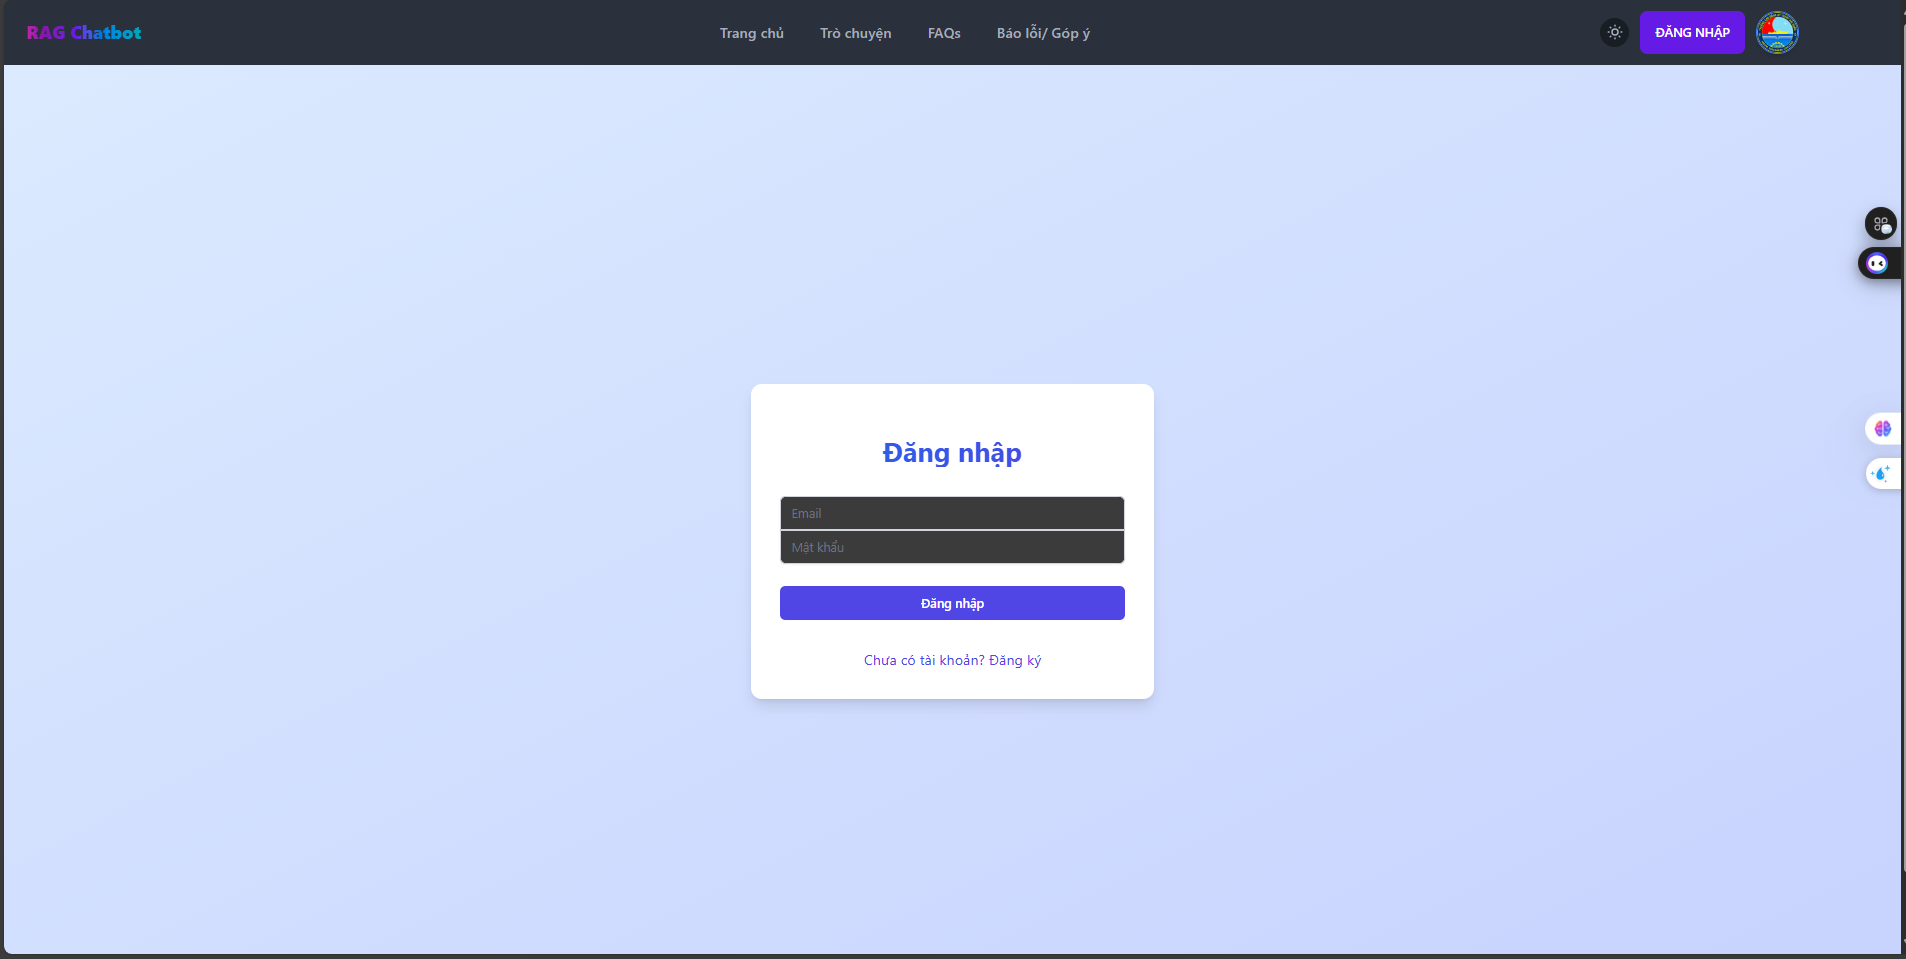 RAG Chatbot
Trang chủ
Trò chuyện
FAQs
Báo lỗi/ Góp ý
ĐĂNG NHẬP
Đăng nhập
Email
Mật khẩu
Đăng nhập
Chưa có tài khoản? Đăng ký